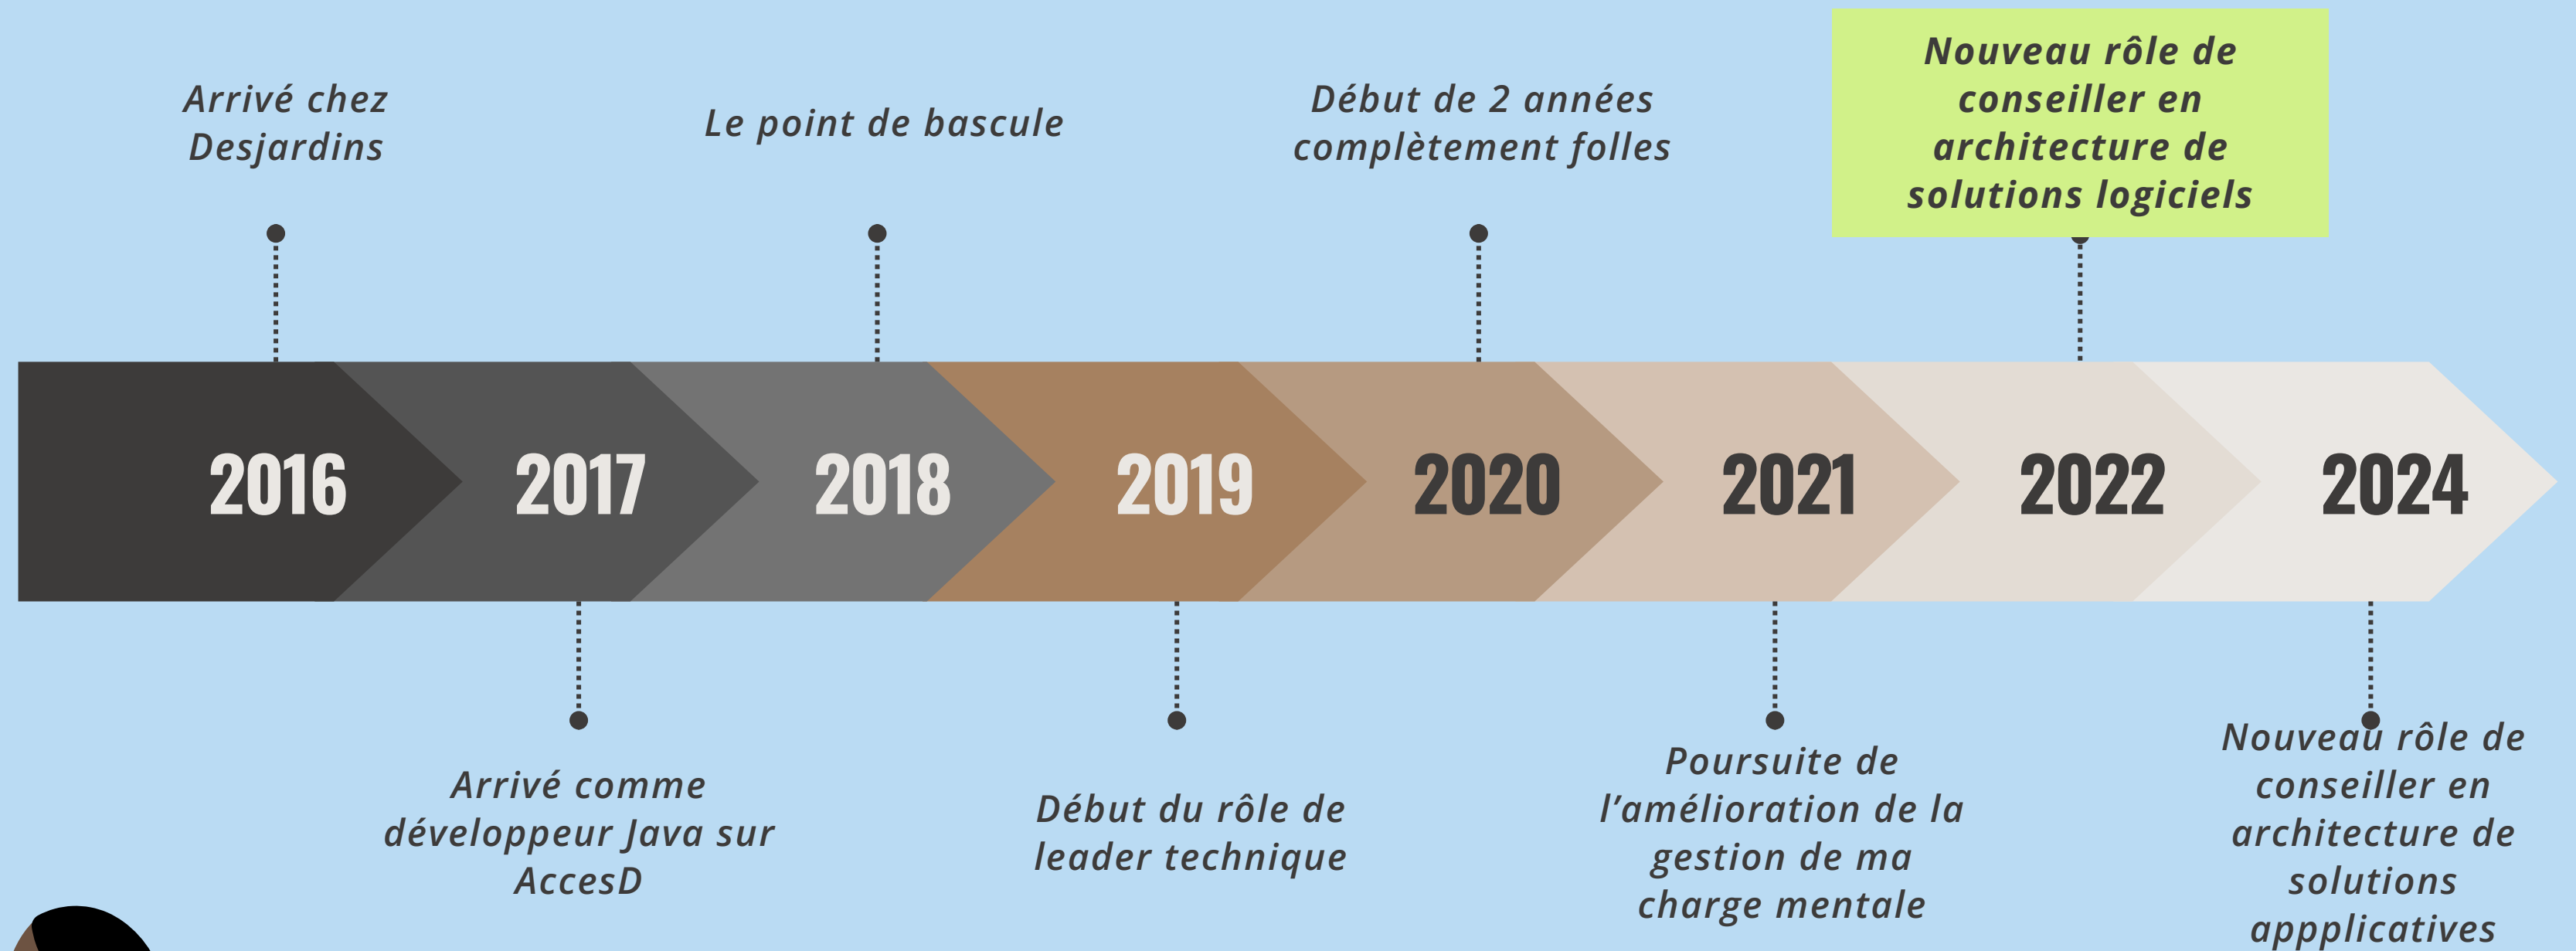 Arrivé chez
Desjardins
Le point de bascule
Début de 2 années
complètement folles
Nouveau rôle de
conseiller en
architecture de
solutions logiciels
2016
2017
2018
2019
2020
2021
2022
2024
Arrivé comme
développeur Java sur
AccesD
Début du rôle de
leader technique
Poursuite de
l’amélioration de la
gestion de ma
charge mentale
Nouveau rôle de
conseiller en
architecture de
solutions
appplicatives